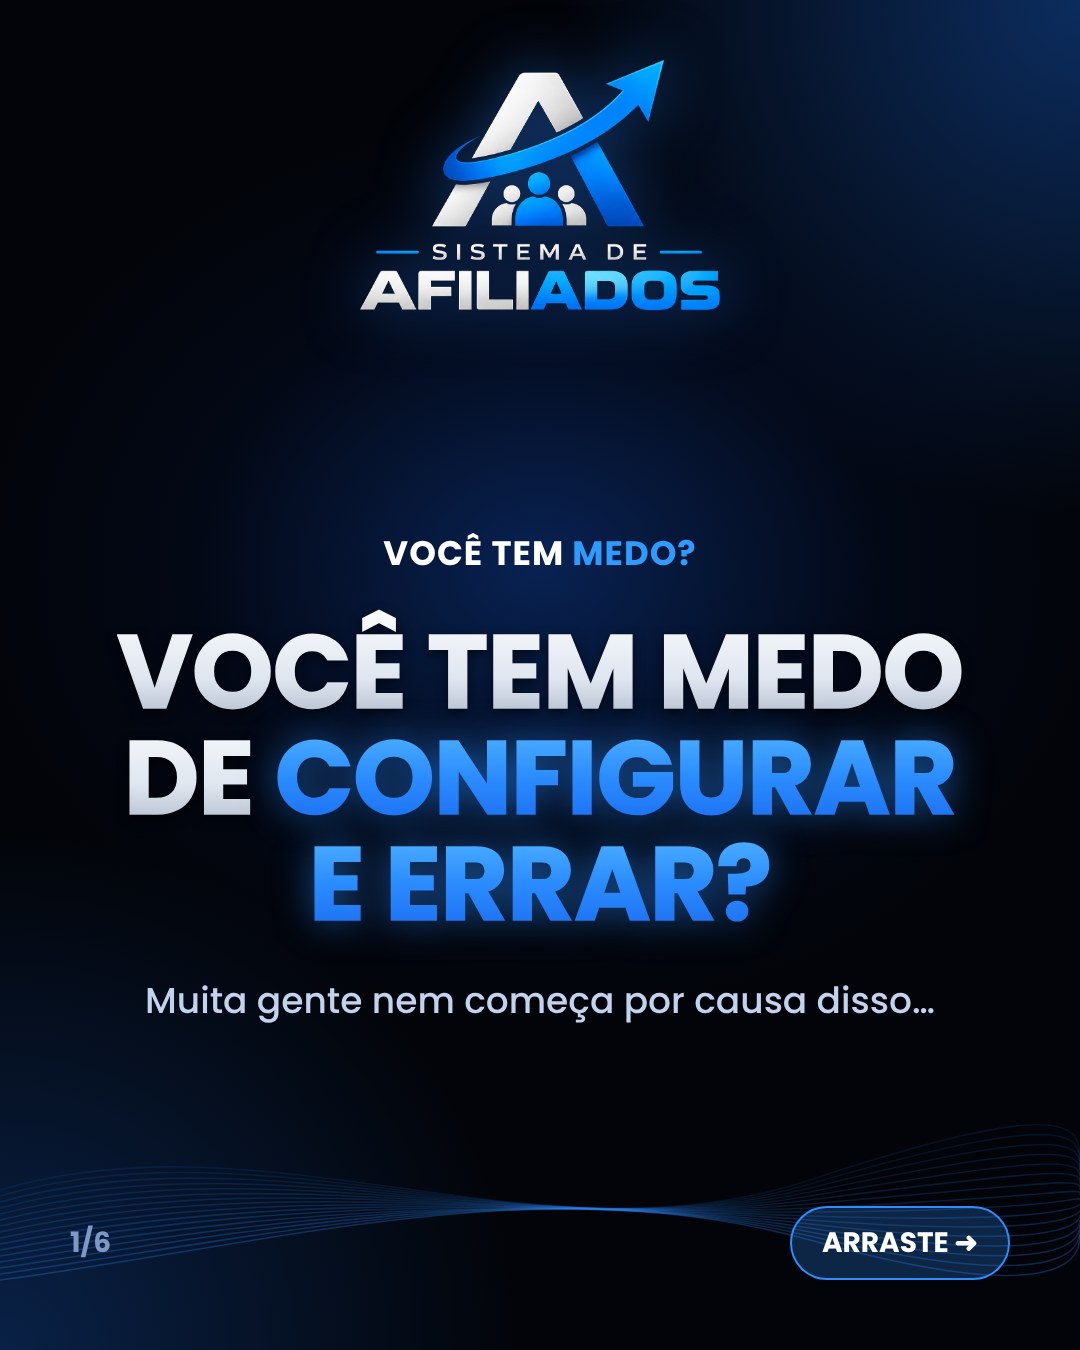 SISTEMA DE
AFILIADOS
VOCÊ TEM MEDO?
VOCÊ TEM MEDO
DE CONFIGURAR
E ERRAR?
Muita gente nem começa por causa disso...
1/6
ARRASTE →